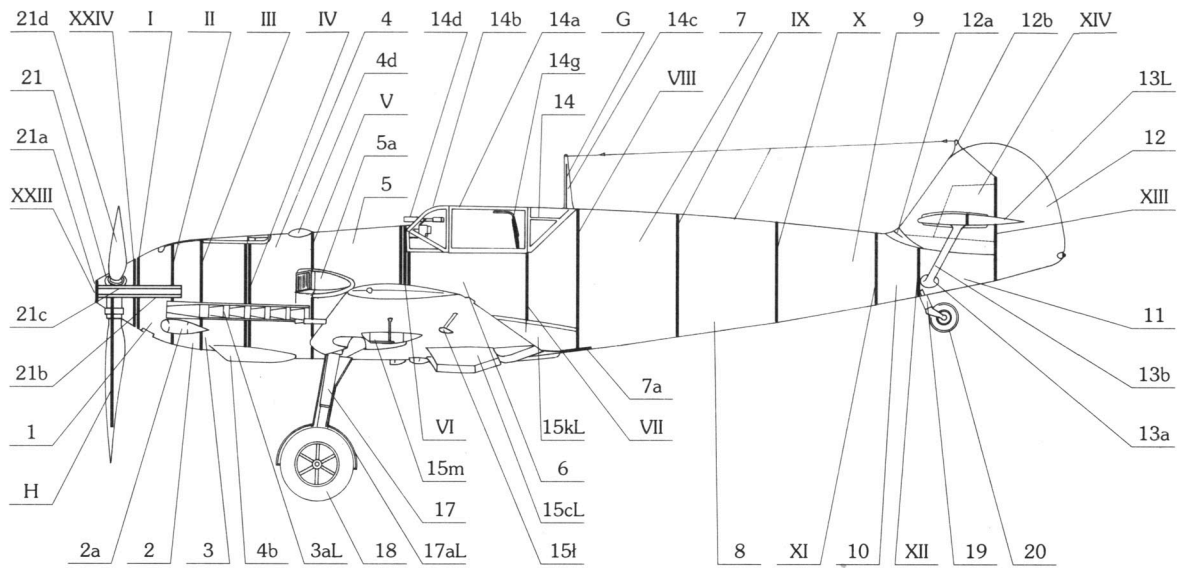 21d XXIV I II III IV 4 14d 14b 14a G 14c 7 IX X 9 12a 12b XIV
21 4d 14g VIII 13L
21a V 14 12
XXIII 5a XIII
5
21c 11
21b 7a 13b
1 VI 15kL VII 13a
H 15m 6
17 15cL
2a 2 3 4b 3aL 18 17aL 15ł 8 XI 10 XII 19 20